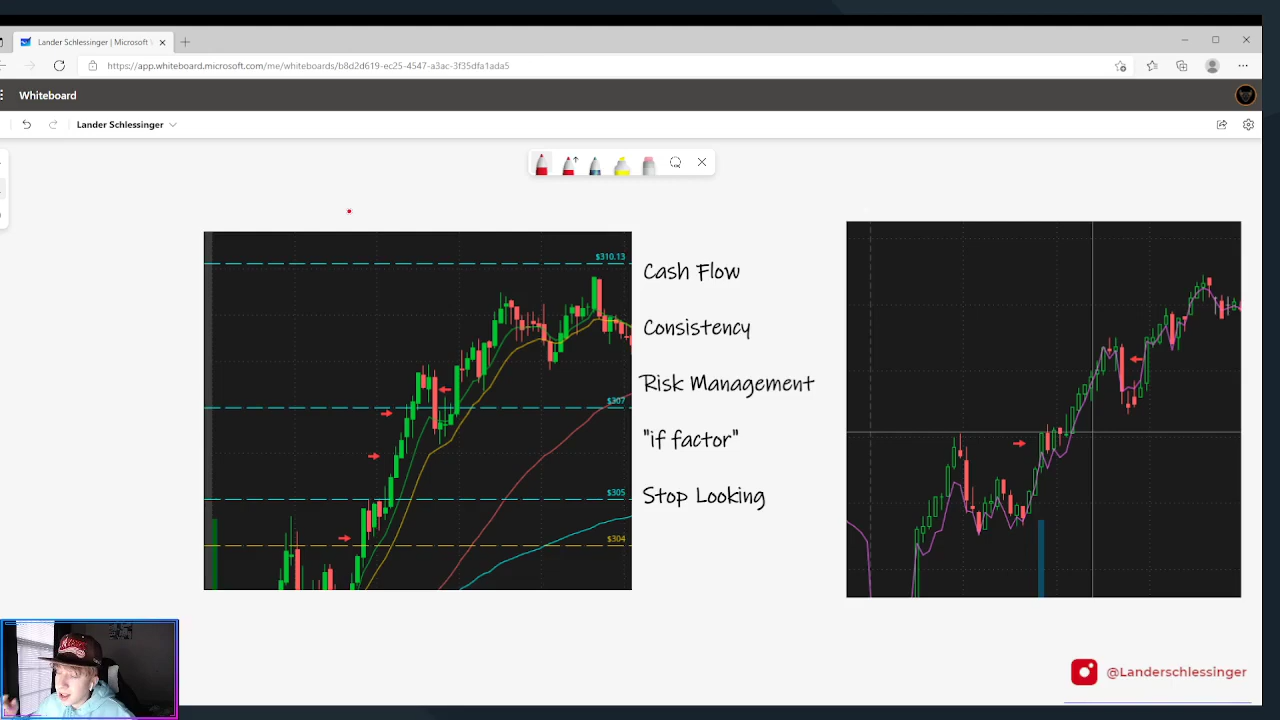 Lander Schlessinger | Microsoft
https://app.whiteboard.microsoft.com/me/whiteboards/b8d2d619-ec25-4547-a3ac-3f35dfa1ada5
Whiteboard
Lander Schlessinger
$310.13
$307
$305
$304
Cash Flow
Consistency
Risk Management
"if factor"
Stop Looking
@Landerschlessinger